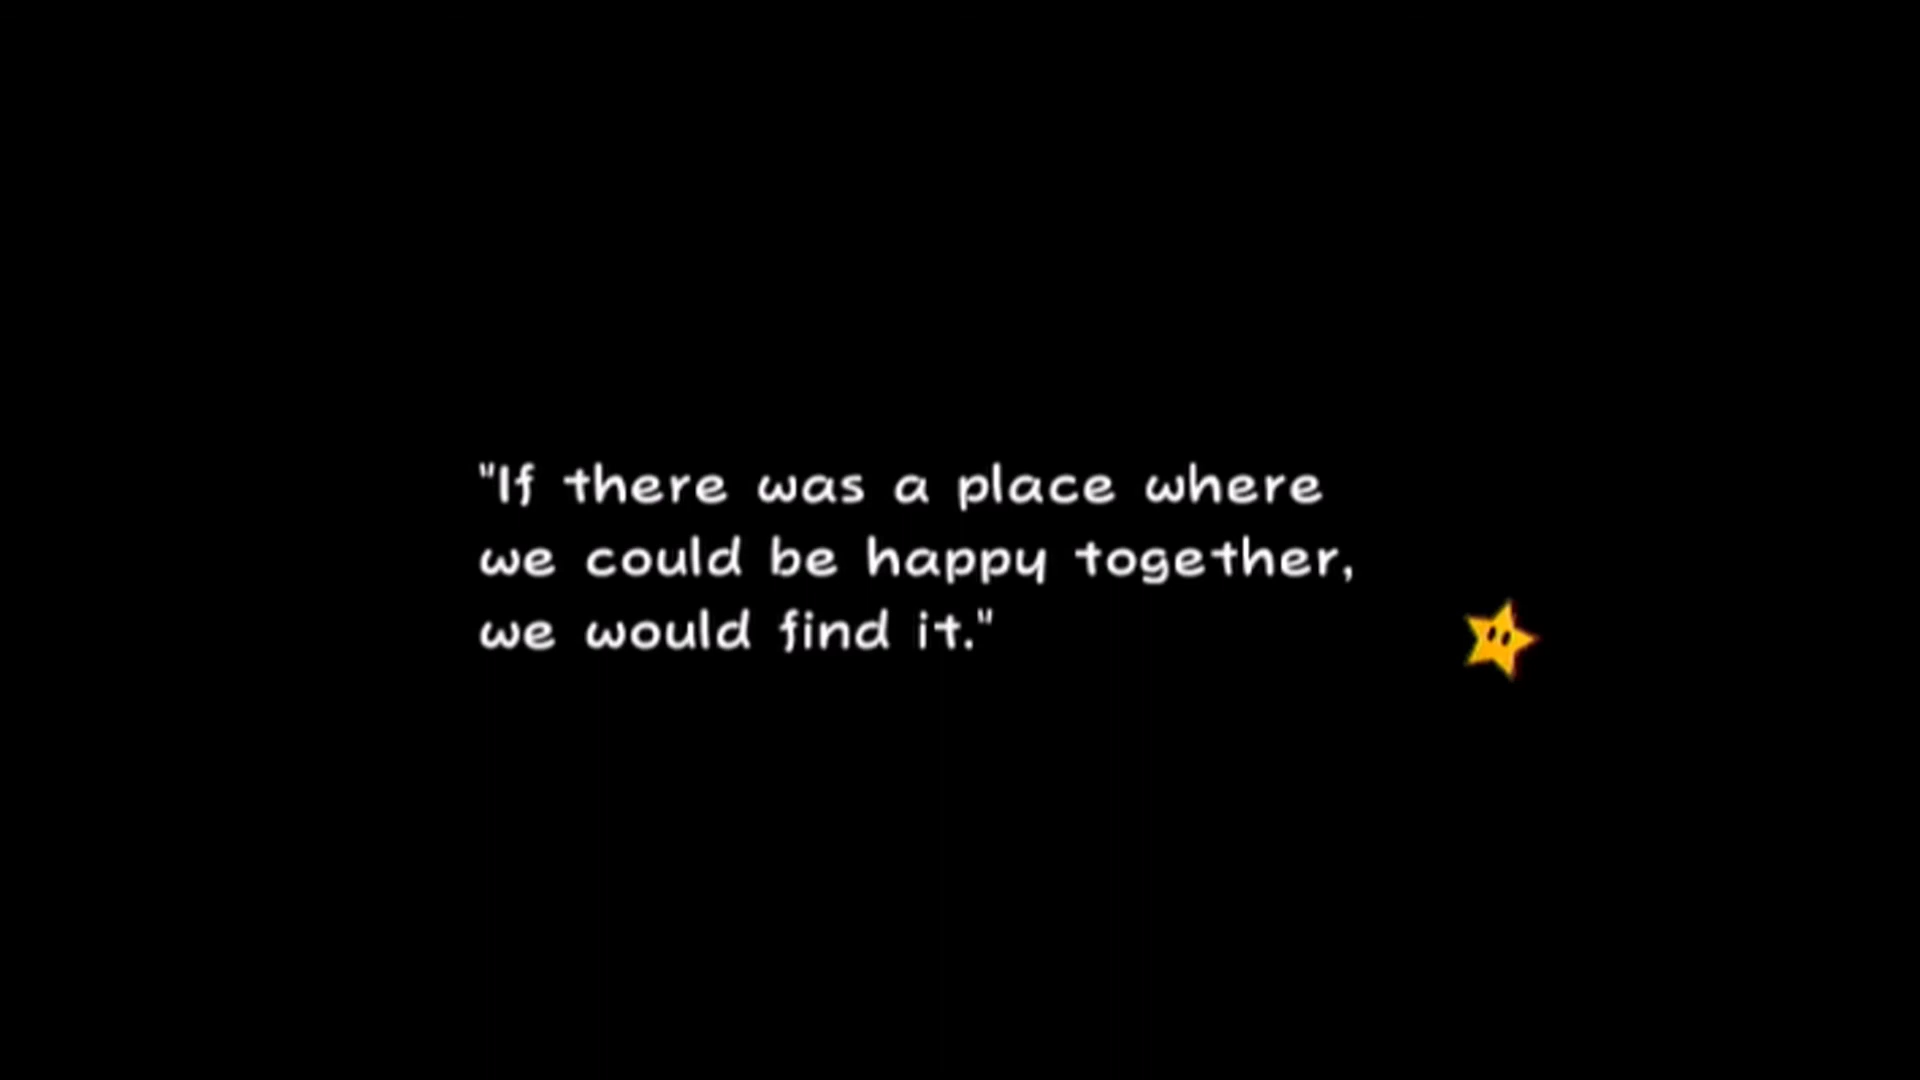 "If there was a place where
we could be happy together,
we would find it."